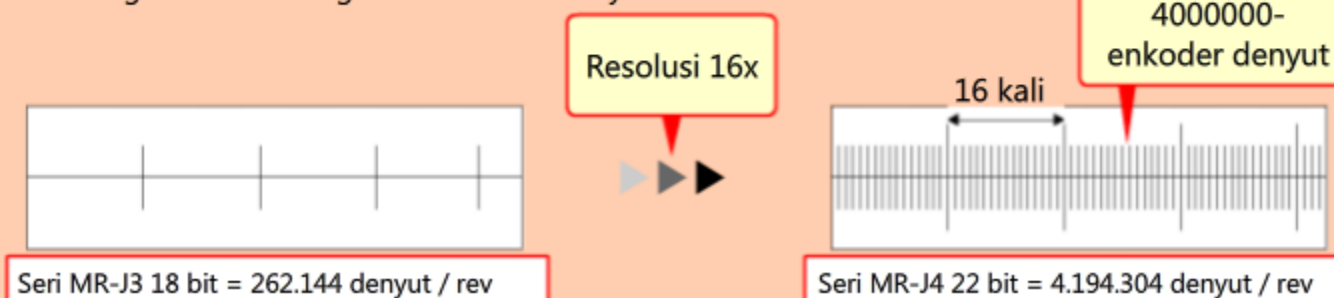 Resolusi 16x
4000000-
enkoder denyut
16 kali
Seri MR-J3 18 bit = 262.144 denyut / rev
Seri MR-J4 22 bit = 4.194.304 denyut / rev